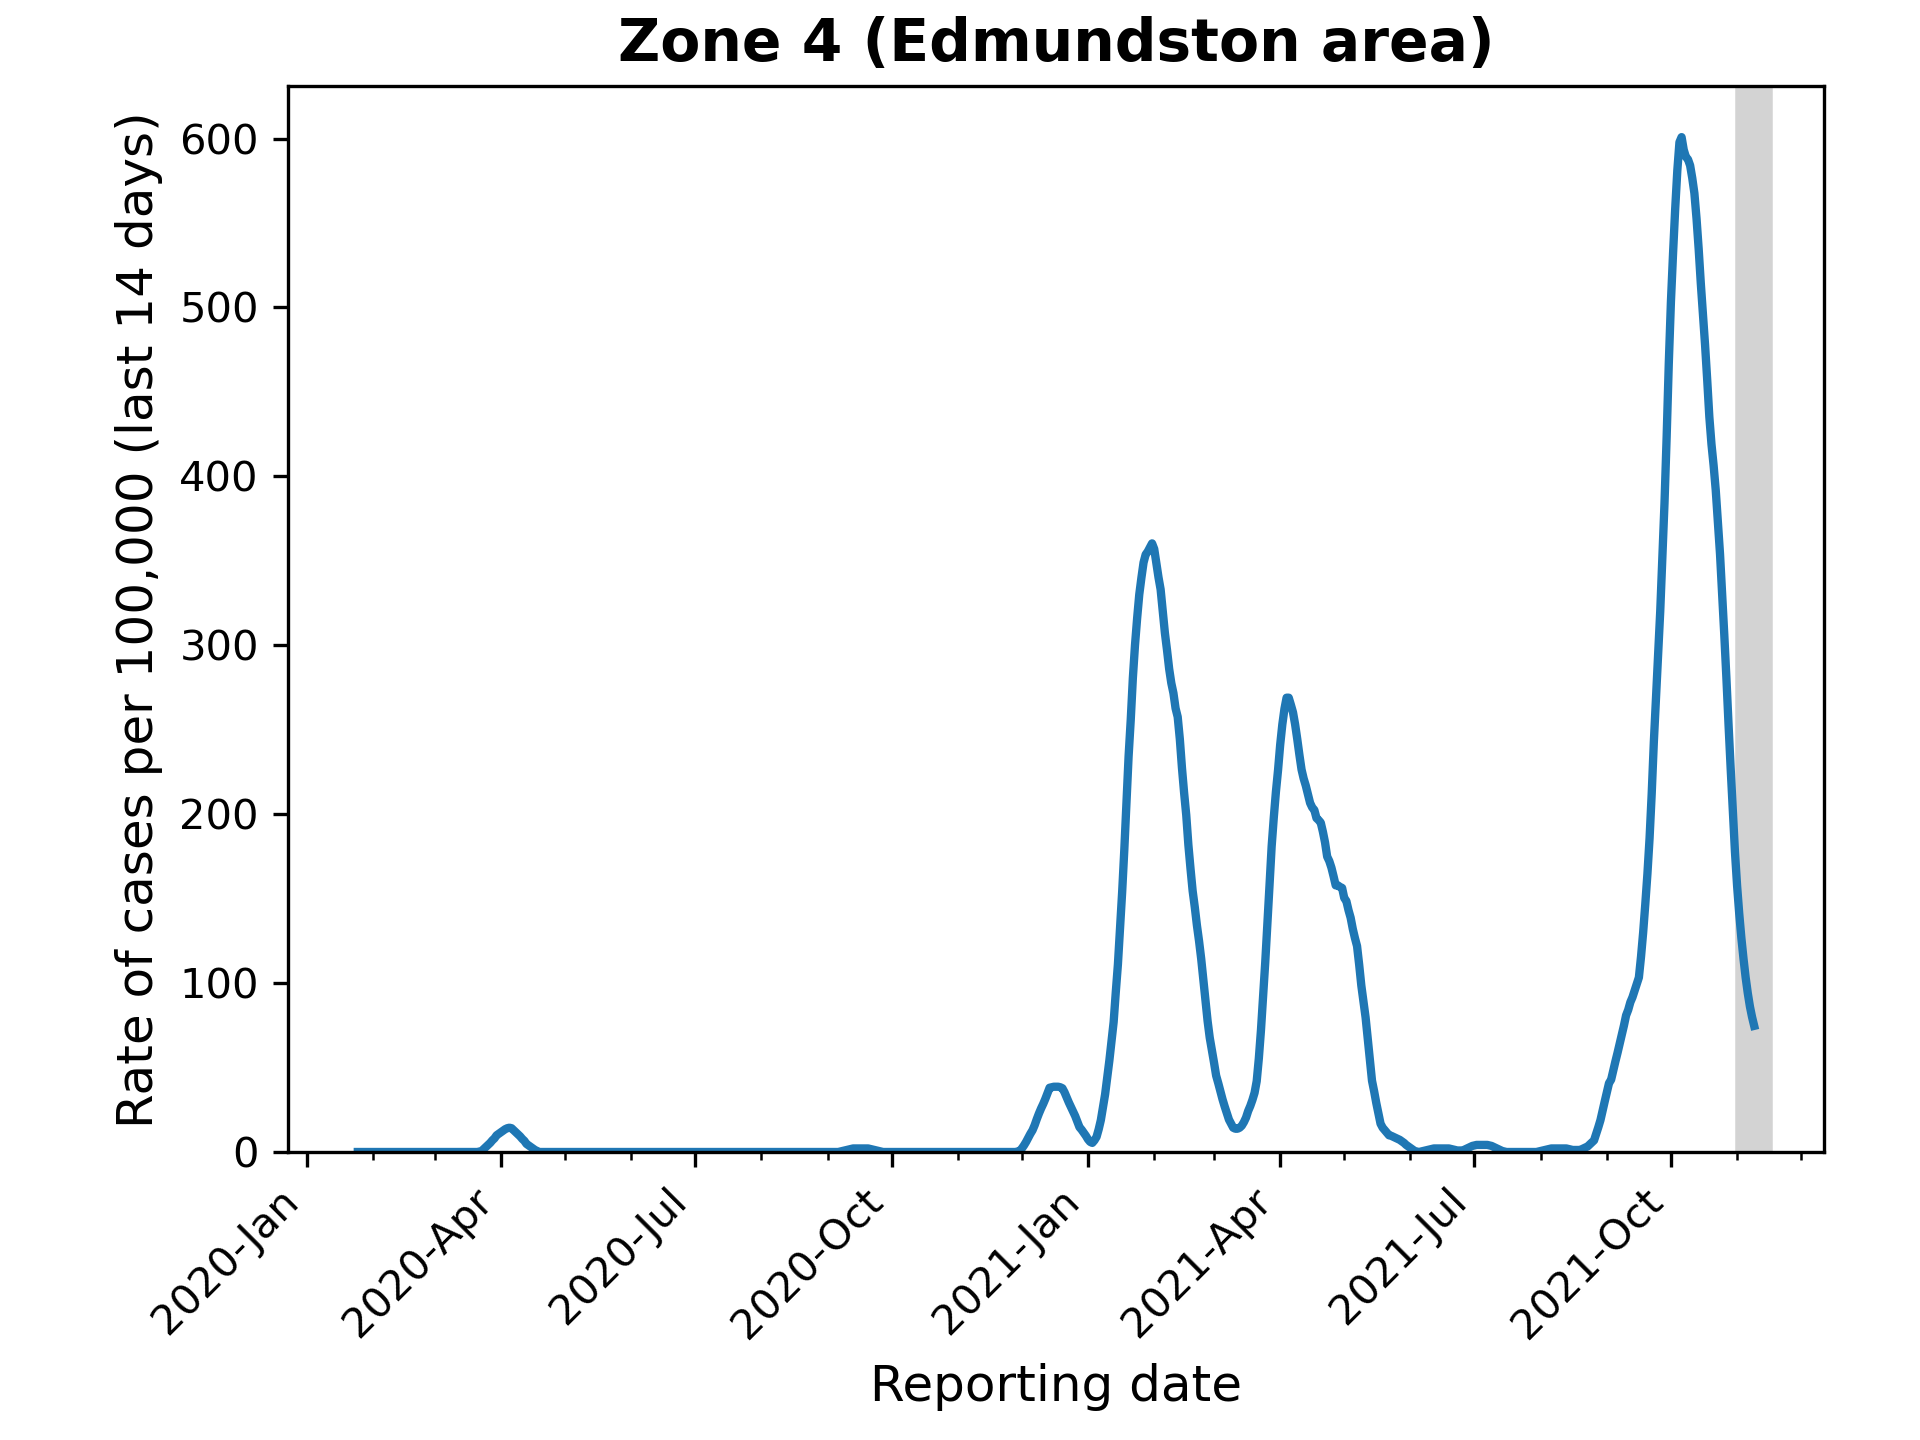 Zone 4 (Edmundston area)
Rate of cases per 100,000 (last 14 days)
600
500
400
300
200
100
0
2020-Jan
2020-Apr
2020-Jul
2020-Oct
2021-Jan
2021-Apr
2021-Jul
2021-Oct
Reporting date